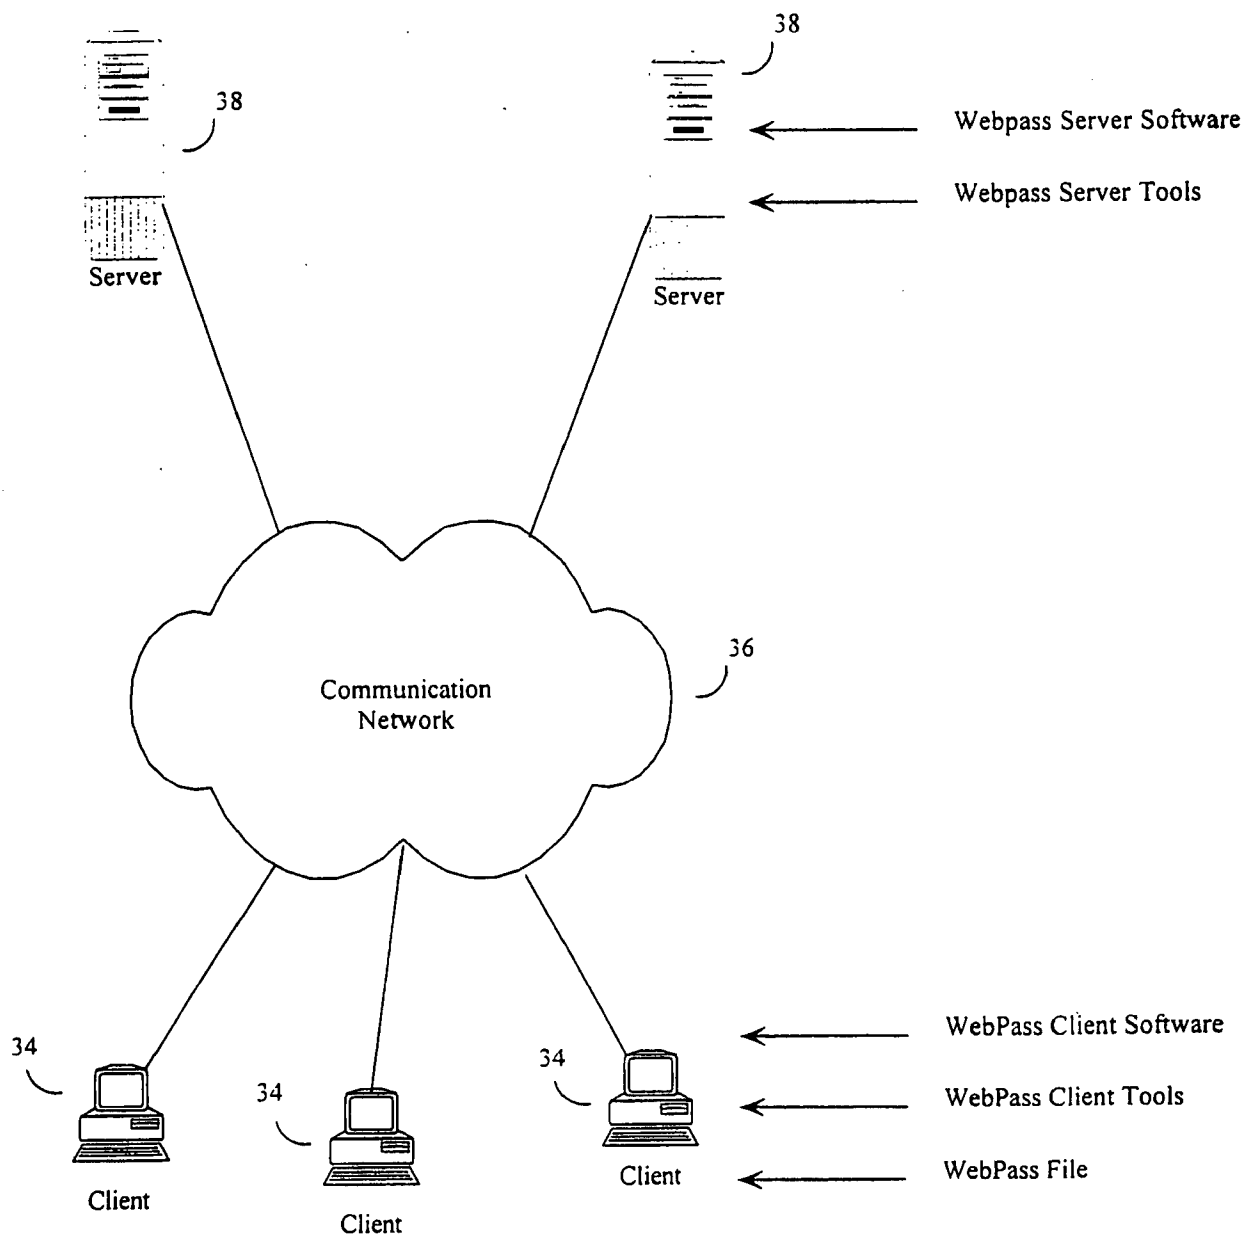 38
38
Webpass Server Software
Webpass Server Tools
Server
Server
36
Communication
Network
WebPass Client Software
34
34
34
WebPass Client Tools
WebPass File
Client
Client
Client